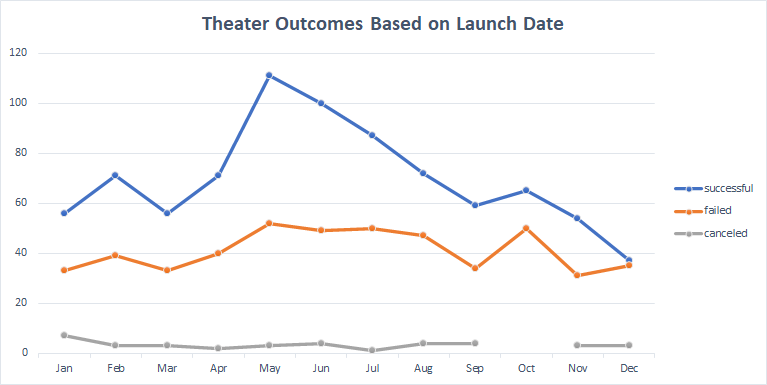 Theater Outcomes Based on Launch Date
120
100
80
60
40
20
0
Jan Feb Mar Apr May Jun Jul Aug Sep Oct Nov Dec
successful
failed
canceled